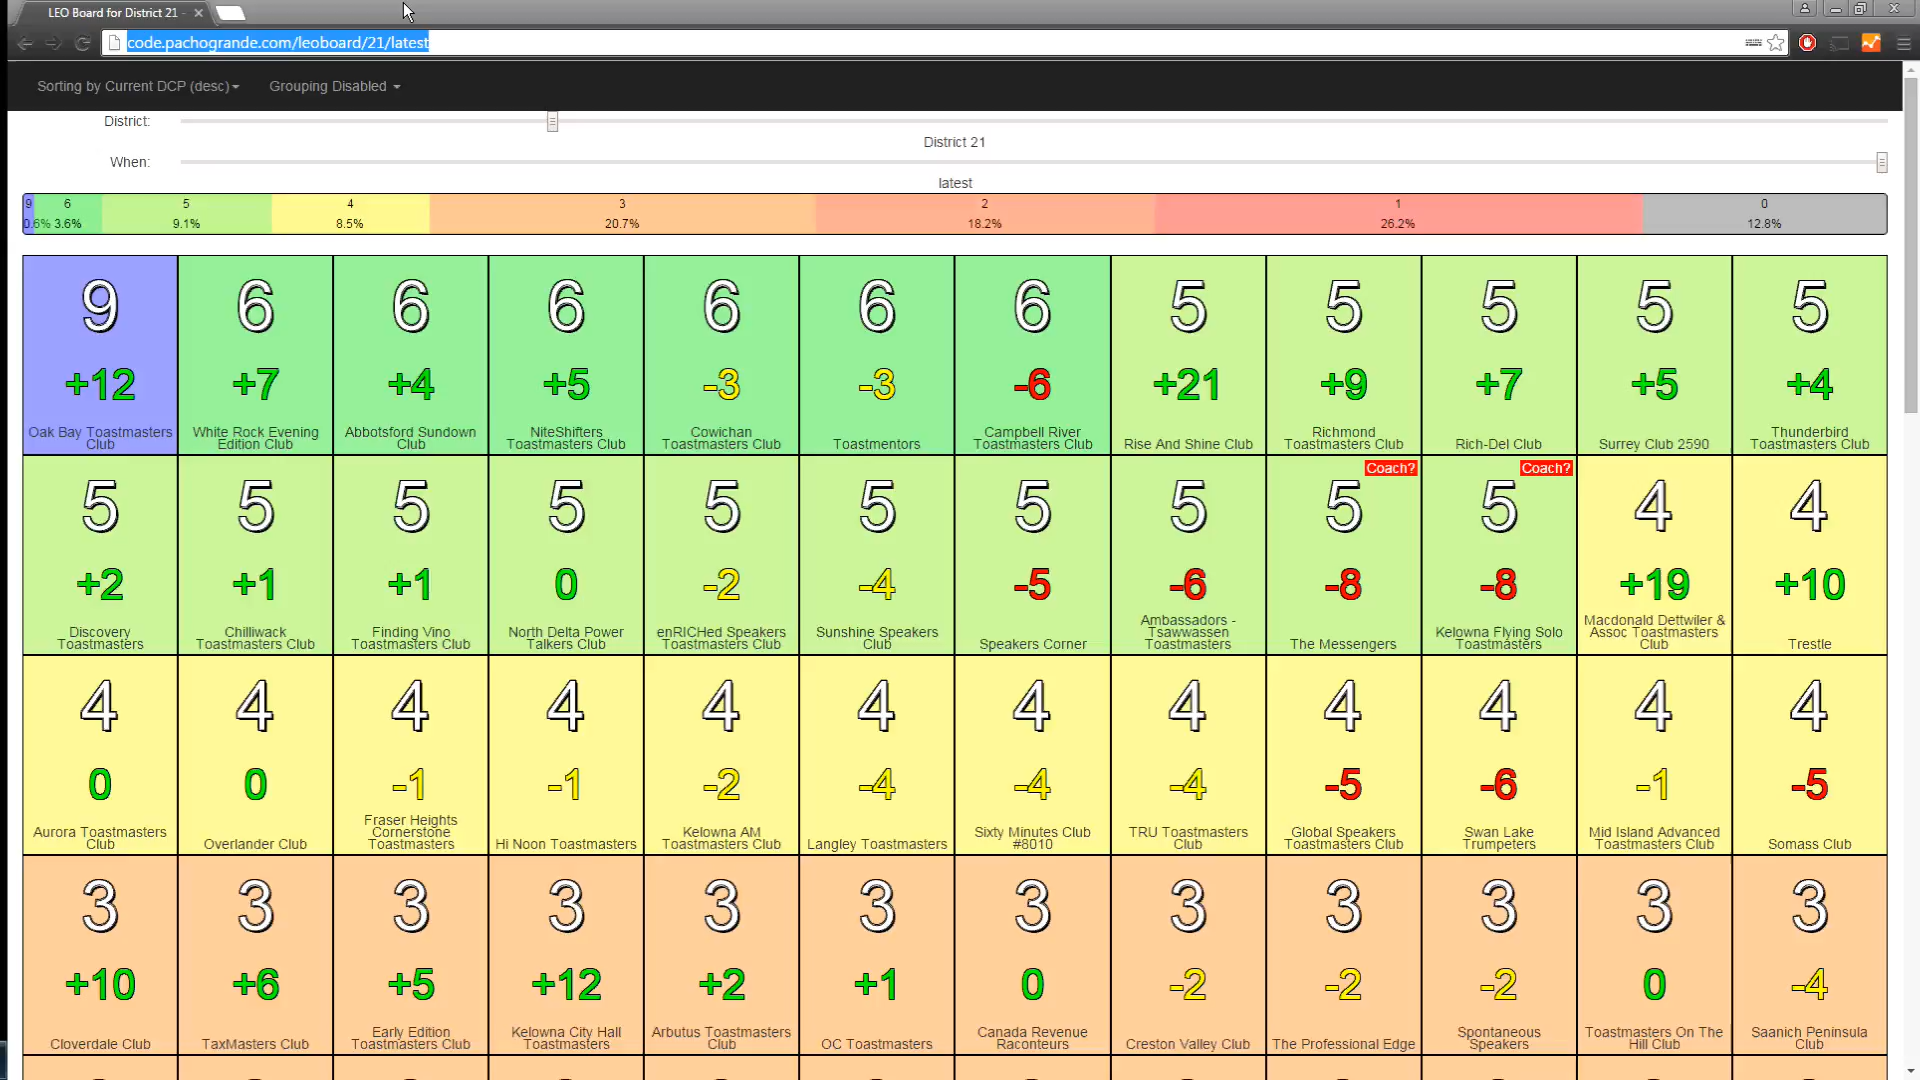 LEO Board for District 21 -
code.pachogrande.com/leoboard/21/latest
Sorting by Current DCP (desc) Grouping Disabled
District:
District 21
When:
latest
9 6 5 4 3 2 1 0
0.6% 3.6% 9.1% 8.5% 20.7% 18.2% 26.2% 12.8%
9 6 6 6 6 6 6 5 5 5 5 5
+12 +7 +4 +5 -3 -3 -6 +21 +9 +7 +5 +4
Oak Bay Toastmasters Club
White Rock Evening Edition Club
Abbotsford Sundown Club
NiteShifters Toastmasters Club
Cowichan Toastmasters Club
Toastmentors
Campbell River Toastmasters Club
Rise And Shine Club
Richmond Toastmasters Club
Rich-Del Club
Surrey Club 2590
Thunderbird Toastmasters Club
Coach? Coach?
5 5 5 5 5 5 5 5 5 5 4 4
+2 +1 +1 0 -2 -4 -5 -6 -8 -8 +19 +10
Discovery Toastmasters
Chilliwack Toastmasters Club
Finding Vino Toastmasters Club
North Delta Power Talkers Club
enRICHed Speakers Toastmasters Club
Sunshine Speakers Club
Speakers Corner
Ambassadors - Tsawwassen Toastmasters
The Messengers
Kelowna Flying Solo Toastmasters
Macdonald Dettwiler & Assoc Toastmasters Club
Trestle
4 4 4 4 4 4 4 4 4 4 4 4
0 0 -1 -1 -2 -4 -4 -4 -5 -6 -1 -5
Aurora Toastmasters Club
Overlander Club
Fraser Heights Cornerstone Toastmasters
Hi Noon Toastmasters
Kelowna AM Toastmasters Club
Langley Toastmasters
Sixty Minutes Club #8010
TRU Toastmasters Club
Global Speakers Toastmasters Club
Swan Lake Trumpeters
Mid Island Advanced Toastmasters Club
Somass Club
3 3 3 3 3 3 3 3 3 3 3 3
+10 +6 +5 +12 +2 +1 0 -2 -2 -2 0 -4
Cloverdale Club
TaxMasters Club
Early Edition Toastmasters Club
Kelowna City Hall Toastmasters
Arbutus Toastmasters Club
OC Toastmasters
Canada Revenue Raconteurs
Creston Valley Club
The Professional Edge
Spontaneous Speakers
Toastmasters On The Hill Club
Saanich Peninsula Club